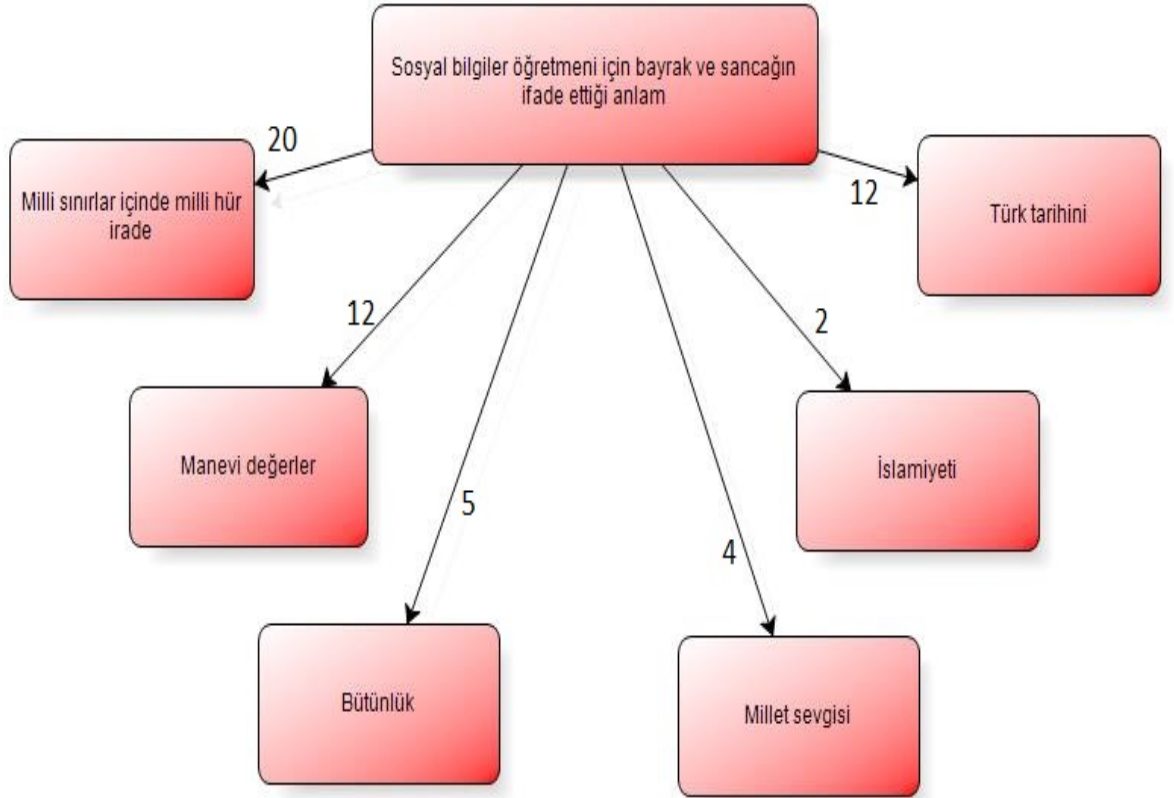 Sosyal bilgiler öğretmeni için bayrak ve sancağın
ifade ettiği anlam
20
Milli sınırlar içinde milli hür
irade
12
Türk tarihini
12
Manevi değerler
2
İslamiyeti
5
Bütünlük
4
Millet sevgisi